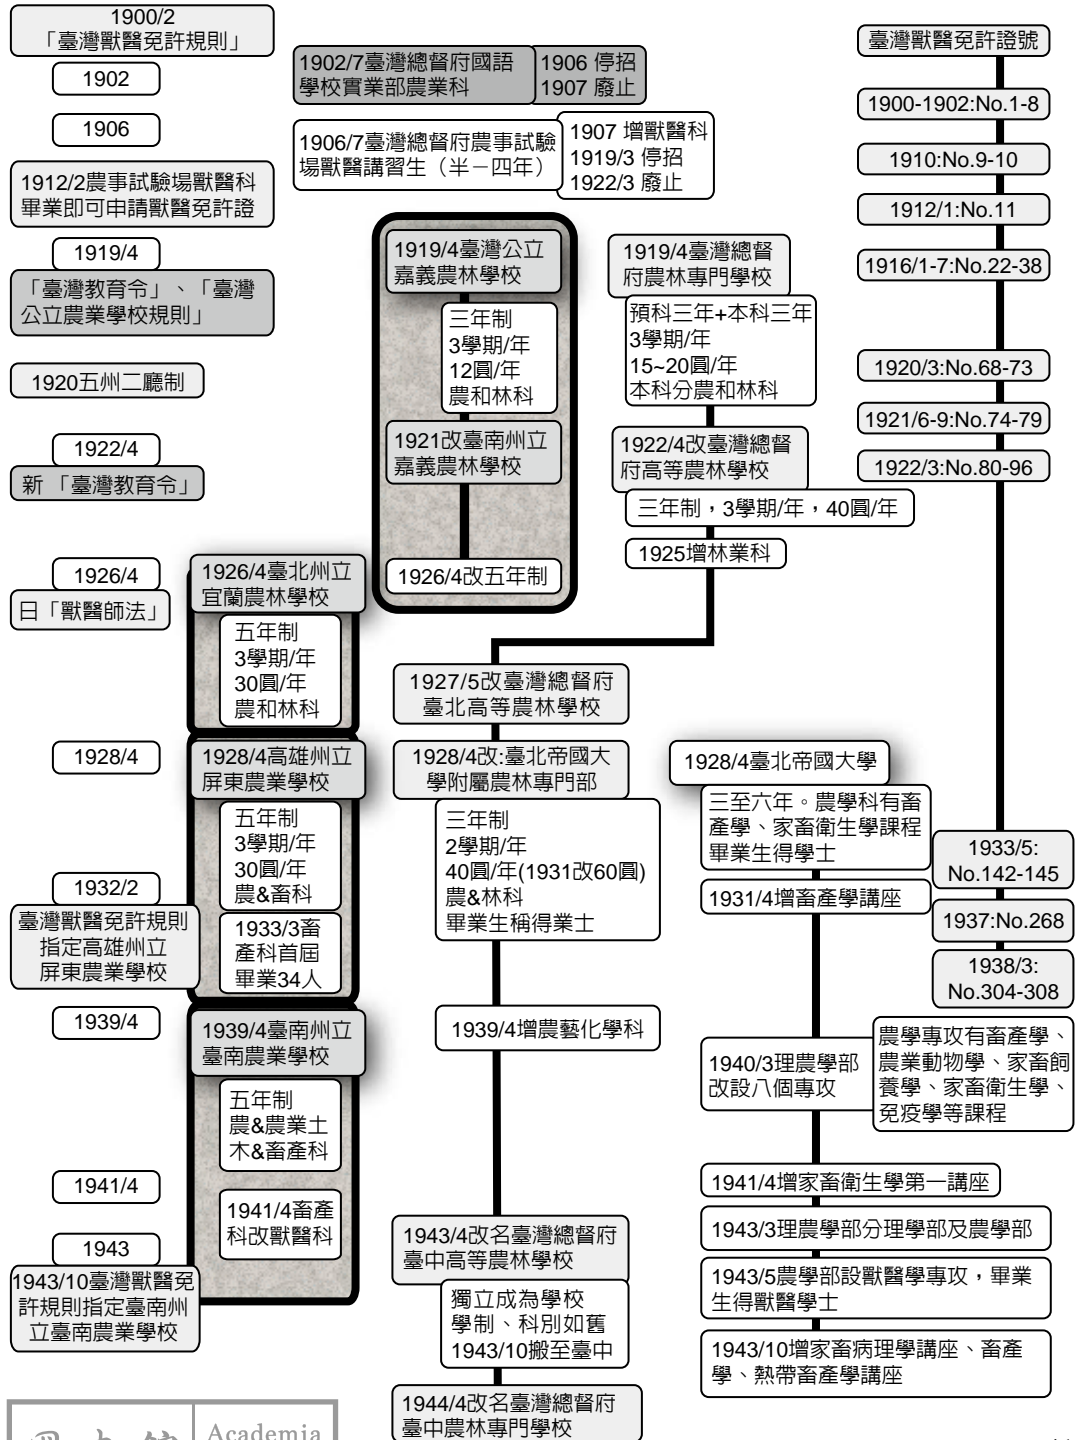 1900/2
「臺灣獸醫免許規則」
1902
1906
1912/2農事試驗場獸醫科
畢業即可申請獸醫免許證
1919/4
「臺灣教育令」、「臺灣
公立農業學校規則」
1920五州二廳制
1922/4
新「臺灣教育令」
1926/4
日「獸醫師法」
1928/4
1932/2
臺灣獸醫免許規則
指定高雄州立
屏東農業學校
1939/4
1941/4
1943
1943/10臺灣獸醫免
許規則指定臺南州
立臺南農業學校
1902/7臺灣總督府國語
學校實業部農業科
1906 停招
1907 廢止
1906/7臺灣總督府農事試驗
場獸醫講習生（半－四年）
1907 增獸醫科
1919/3 停招
1922/3 廢止
1919/4臺灣公立
嘉義農林學校
三年制
3學期/年
12圓/年
農和林科
1921改臺南州立
嘉義農林學校
1926/4改五年制
1926/4臺北州立
宜蘭農林學校
五年制
3學期/年
30圓/年
農和林科
1928/4高雄州立
屏東農業學校
五年制
3學期/年
30圓/年
農&畜科
1933/3畜
產科首屆
畢業34人
1939/4臺南州立
臺南農業學校
五年制
農&農業土
木&畜產科
1941/4畜產
科改獸醫科
1919/4臺灣總督
府農林專門學校
預科三年+本科三年
3學期/年
15~20圓/年
本科分農和林科
1922/4改臺灣總督
府高等農林學校
三年制，3學期/年，40圓/年
1925增林業科
1927/5改臺灣總督府
臺北高等農林學校
1928/4改:臺北帝國大
學附屬農林專門部
三年制
2學期/年
40圓/年(1931改60圓)
農&林科
畢業生稱得業士
1939/4增農藝化學科
1943/4改名臺灣總督府
臺中高等農林學校
獨立成為學校
學制、科別如舊
1943/10搬至臺中
1944/4改名臺灣總督府
臺中農林專門學校
1928/4臺北帝國大學
三至六年。農學科有畜
產學、家畜衛生學課程
畢業生得學士
1931/4增畜產學講座
1940/3理農學部
改設八個專攻
農學專攻有畜產學、
農業動物學、家畜飼
養學、家畜衛生學、
免疫學等課程
1941/4增家畜衛生學第一講座
1943/3理農學部分理學部及農學部
1943/5農學部設獸醫學專攻，畢業
生得獸醫學士
1943/10增家畜病理學講座、畜產
學、熱帶畜產學講座
臺灣獸醫免許證號
1900-1902:No.1-8
1910:No.9-10
1912/1:No.11
1916/1-7:No.22-38
1920/3:No.68-73
1921/6-9:No.74-79
1922/3:No.80-96
1933/5:
No.142-145
1937:No.268
1938/3:
No.304-308
Academia